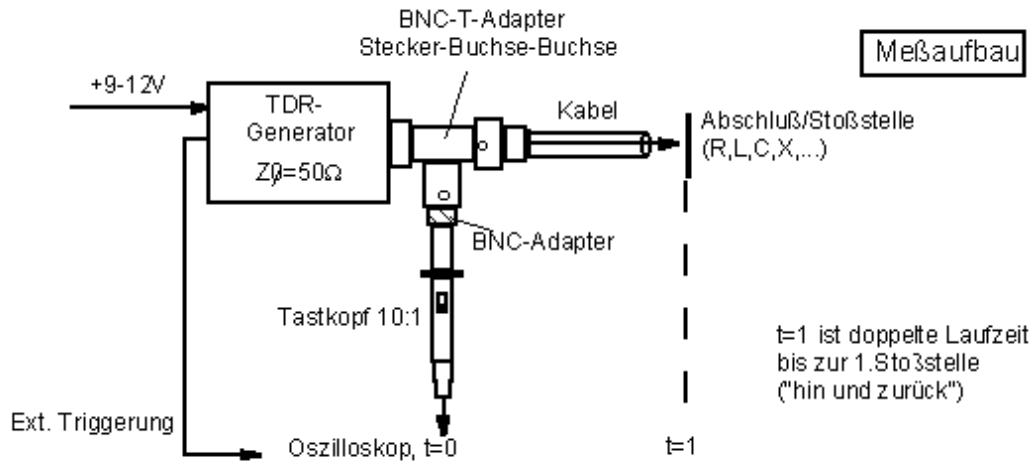 BNC-T-Adapter
Stecker-Buchse-Buchse
Meßaufbau
+9-12V
TDR-
Generator
Zβ=50Ω
Kabel
Abschluß/Stoßstelle
(R,L,C,X,...)
BNC-Adapter
Tastkopf 10:1
t=1 ist doppelte Laufzeit
bis zur 1.Stoßstelle
("hin und zurück")
Ext. Triggerung
Oszilloskop, t=0
t=1